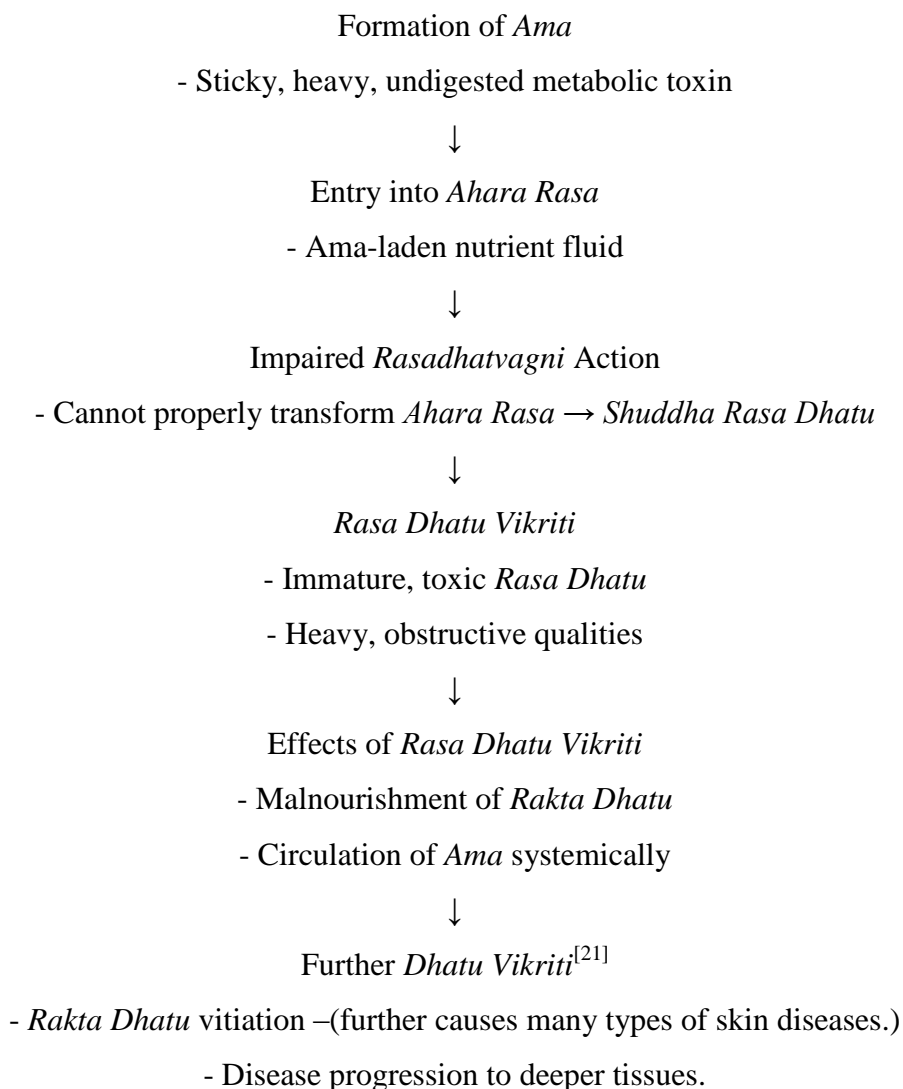 Formation of Ama
- Sticky, heavy, undigested metabolic toxin
↓
Entry into Ahara Rasa
- Ama-laden nutrient fluid
↓
Impaired Rasadhatvagni Action
- Cannot properly transform Ahara Rasa → Shuddha Rasa Dhatu
↓
Rasa Dhatu Vikriti
- Immature, toxic Rasa Dhatu
- Heavy, obstructive qualities
↓
Effects of Rasa Dhatu Vikriti
- Malnourishment of Rakta Dhatu
- Circulation of Ama systemically
↓
Further Dhatu Vikriti[21]
- Rakta Dhatu vitiation –(further causes many types of skin diseases.)
- Disease progression to deeper tissues.